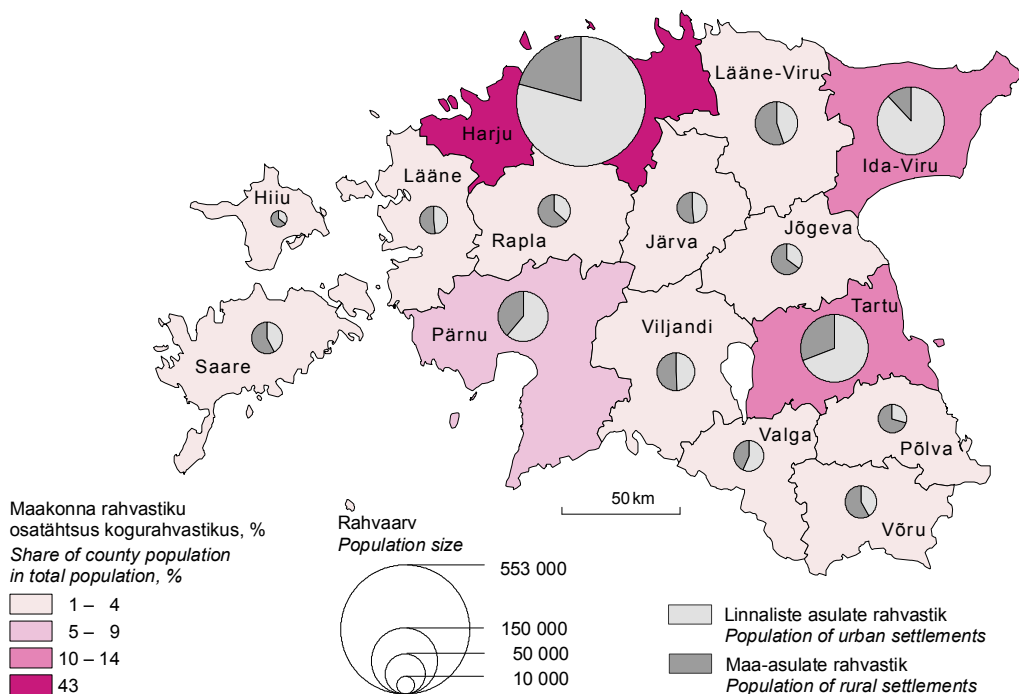 Lääne-Viru
Harju
Ida-Viru
Lääne
Hiiu
Rapla
Järva
Jõgeva
Tartu
Pärnu
Viljandi
Saare
Valga
Põlva
Võru
50 km
Maakonna rahvastiku
osatähtsus kogurahvastikus, %
Share of county population
in total population, %
1 – 4
5 – 9
10 – 14
43
Rahvaarv
Population size
553 000
150 000
50 000
10 000
Linnaliste asulate rahvastik
Population of urban settlements
Maa-asulate rahvastik
Population of rural settlements